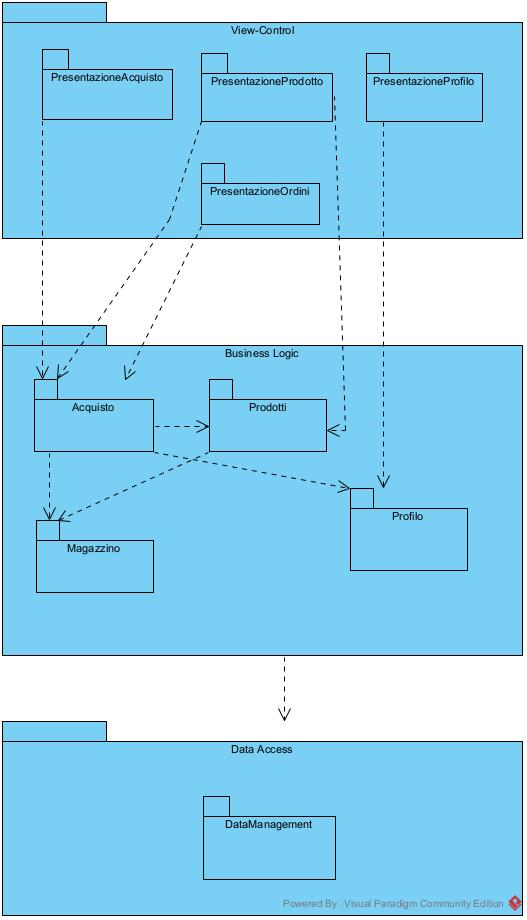 View-Control
PresentazioneAcquisto
PresentazioneProdotto
PresentazioneProfilo
PresentazioneOrdini
Business Logic
Acquisto
Prodotti
Profilo
Magazzino
Data Access
DataManagement
Powered By Visual Paradigm Community Edition